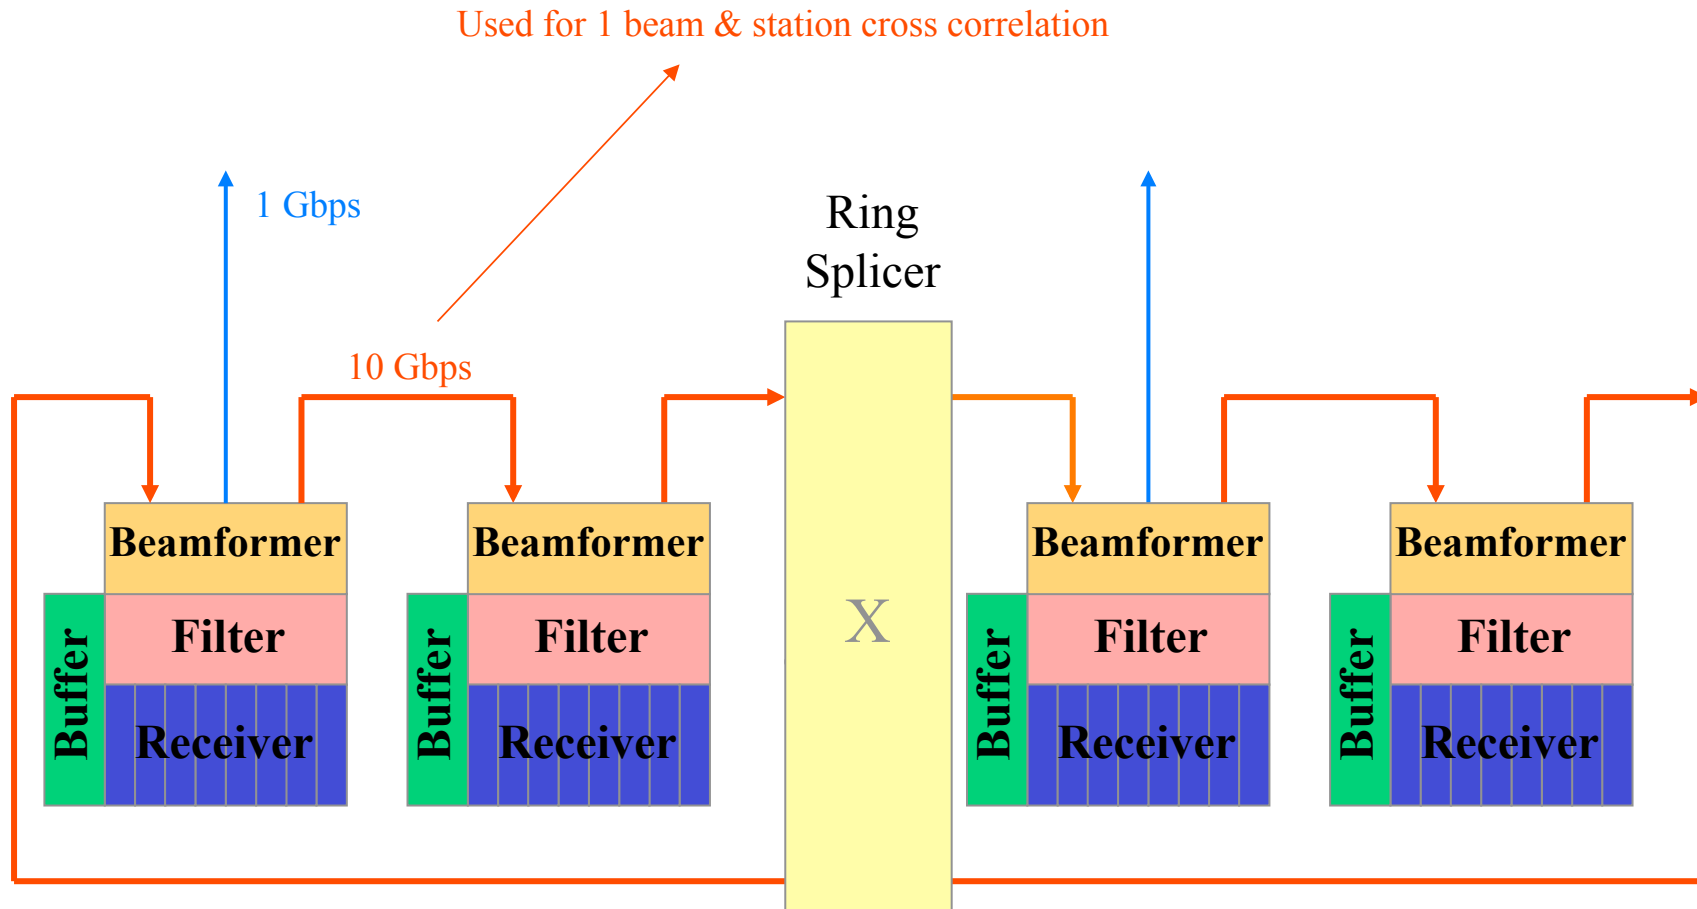 Used for 1 beam & station cross correlation
1 Gbps
Ring
Splicer
10 Gbps
Beamformer
Beamformer
Beamformer
Beamformer
Buffer
Filter
Buffer
Filter
X
Buffer
Filter
Buffer
Filter
Receiver
Receiver
Receiver
Receiver